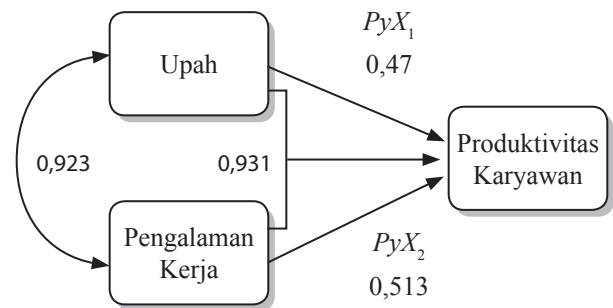 PyX₁
0,47
Upah
Produktivitas
Karyawan
0,923
0,931
Pengalaman
Kerja
PyX₂
0,513